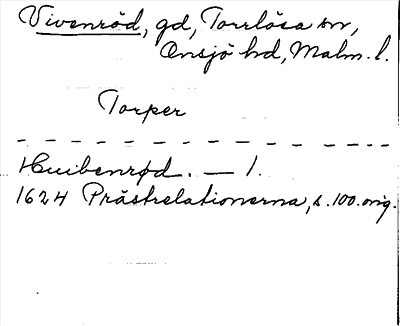 Vivenröd, gd, Torrlösa sn,
Onsjö hd, Malm. l.
Torper
Huibenrød. — 1.
1624 Prästrelationerna, s. 100. orig.